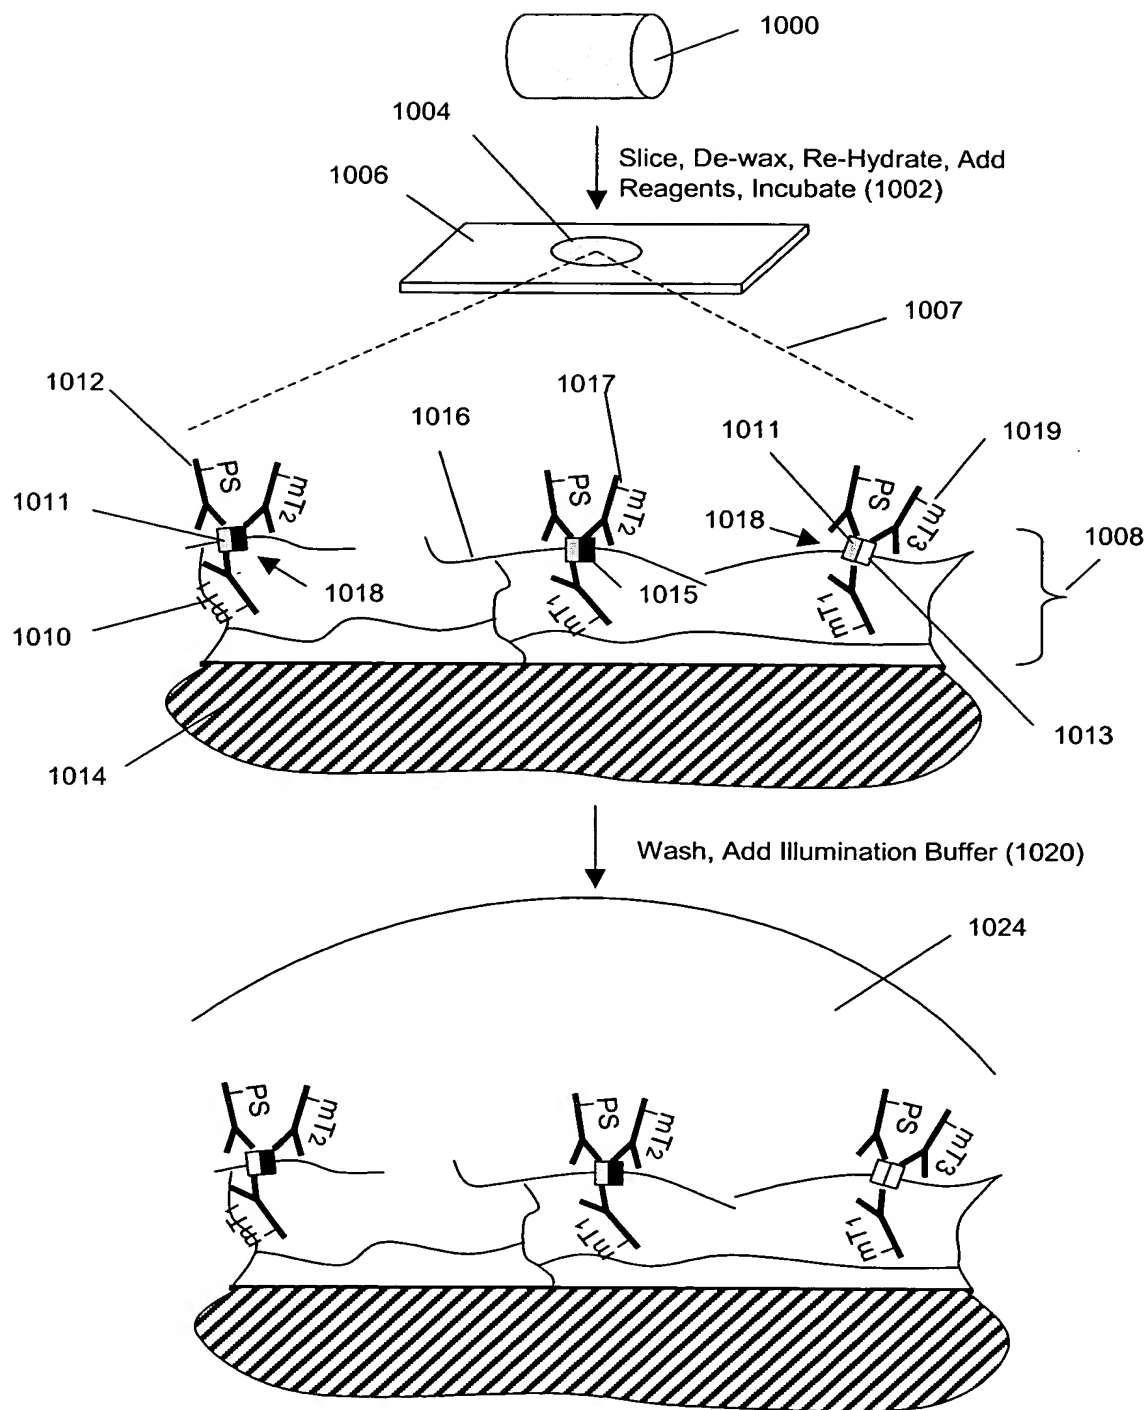 1000
1004
Slice, De-wax, Re-Hydrate, Add
Reagents, Incubate (1002)
1006
1007
1012
1017
1016
1011
1019
PS
mT2
PS
mT2
PS
mT3
1011
1018
1008
1018
1015
mT1
mT1
mT1
1010
1013
1014
Wash, Add Illumination Buffer (1020)
1024
PS
mT2
PS
mT2
PS
mT3
mT1
mT1
mT1